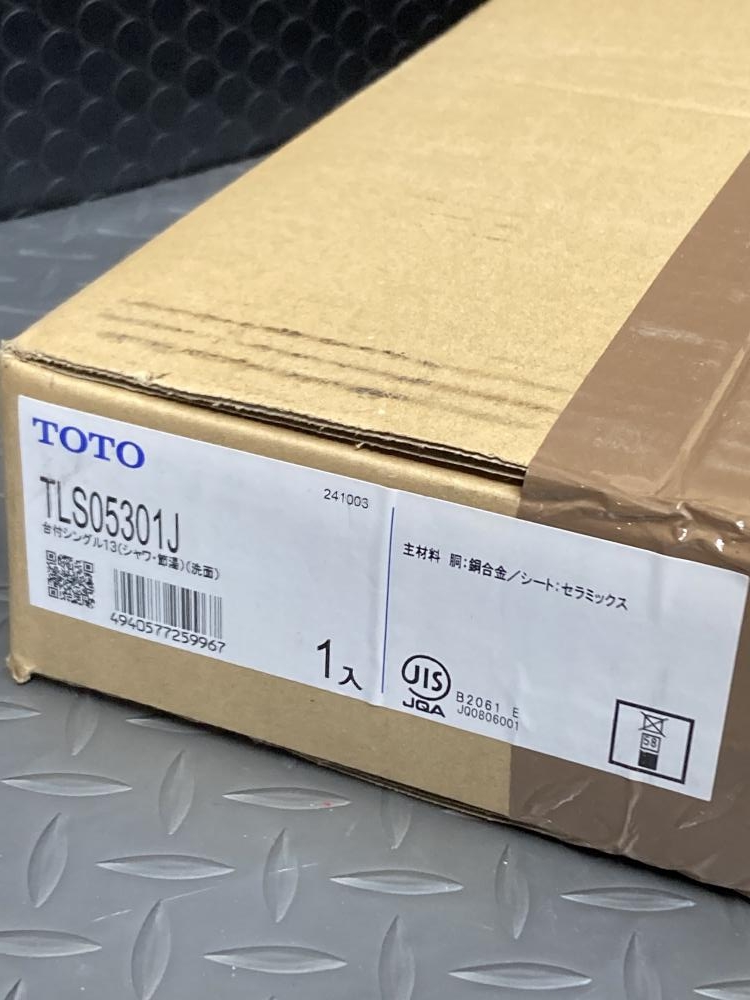 TOTO
241003
TLS05301J
台付シングル13(シャワ・節湯)(洗面)
4940577259967
1入
主材料 胴:銅合金/シート:セラミックス
JIS
JQA
B2061 E
JQ0806001
58